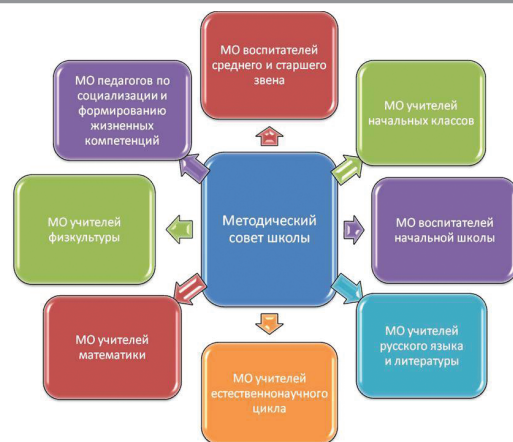 МО воспитателей
среднего и старшего
звена
МО педагогов по
социализации и
формированию
жизненных
компетенций
МО учителей
начальных классов
Методический
совет школы
МО учителей
физкультуры
МО воспитателей
начальной школы
МО учителей
математики
МО учителей
русского языка
и литературы
МО учителей
естественнонаучного
цикла